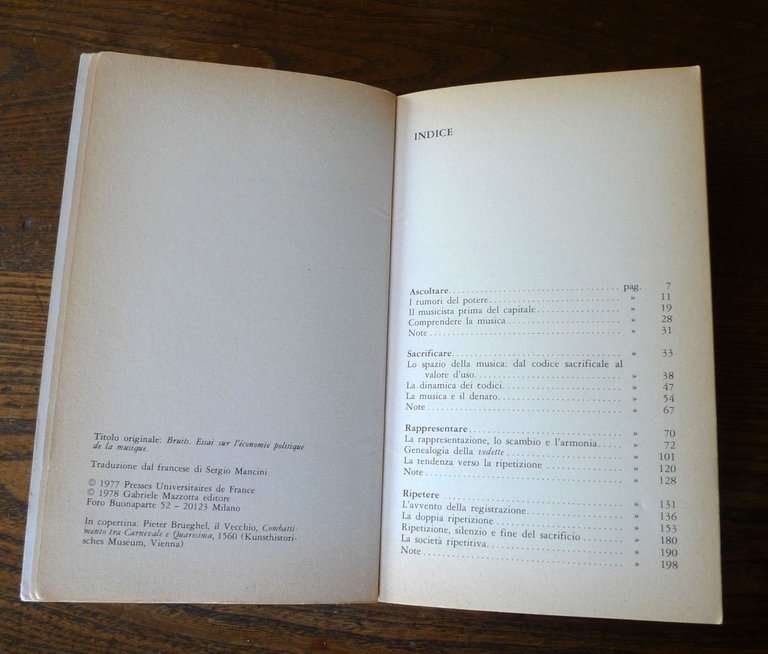 Titolo originale: Bruits. Essai sur l'économie politique
de la musique.
Traduzione dal francese di Sergio Mancini
© 1977 Presses Universitaires de France
© 1978 Gabriele Mazzotta editore
Foro Buonaparte 52 - 20123 Milano
In copertina: Pieter Brueghel, il Vecchio, Combatti-
mento tra Carnevale e Quaresima, 1560 (Kunsthistori-
sches Museum, Vienna)
INDICE
Ascoltare. . . . . . . . . . pag. 7
I rumori del potere . . . . . . . . . . » 11
Il musicista prima del capitale. . . . . . . . . . » 19
Comprendere la musica . . . . . . . . . . » 28
Note. . . . . . . . . . » 31
Sacrificare. . . . . . . . . . » 33
Lo spazio della musica: dal codice sacrificale al
valore d'uso. . . . . . . . . . » 38
La dinamica dei codici. . . . . . . . . . » 47
La musica e il denaro. . . . . . . . . . » 54
Note . . . . . . . . . . » 67
Rappresentare . . . . . . . . . . » 70
La rappresentazione, lo scambio e l'armonia. . . . . . . . . . » 72
Genealogia della vedette . . . . . . . . . . » 101
La tendenza verso la ripetizione . . . . . . . . . . » 120
Note . . . . . . . . . . » 128
Ripetere . . . . . . . . . . » 131
L'avvento della registrazione. . . . . . . . . . » 136
La doppia ripetizione . . . . . . . . . . » 153
Ripetizione, silenzio e fine del sacrificio . . . . . . . . . . » 180
La società ripetitiva. . . . . . . . . . » 190
Note . . . . . . . . . . » 198